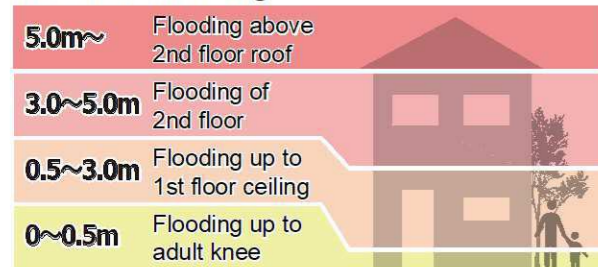 5.0m~ Flooding above
2nd floor roof
3.0~5.0m Flooding of
2nd floor
0.5~3.0m Flooding up to
1st floor ceiling
0~0.5m Flooding up to
adult knee